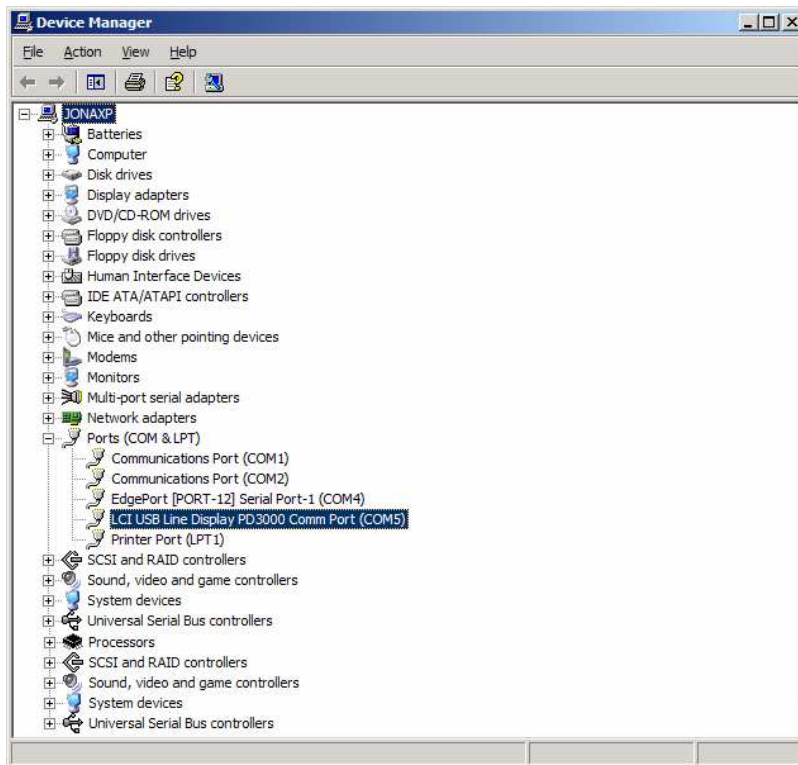 Device Manager
File Action View Help
JONAXP
Batteries
Computer
Disk drives
Display adapters
DVD/CD-ROM drives
Floppy disk controllers
Floppy disk drives
Human Interface Devices
IDE ATA/ATAPI controllers
Keyboards
Mice and other pointing devices
Modems
Monitors
Multi-port serial adapters
Network adapters
Ports (COM & LPT)
Communications Port (COM1)
Communications Port (COM2)
EdgePort [PORT-12] Serial Port-1 (COM4)
LCI USB Line Display PD3000 Comm Port (COM5)
Printer Port (LPT1)
SCSI and RAID controllers
Sound, video and game controllers
System devices
Universal Serial Bus controllers
Processors
SCSI and RAID controllers
Sound, video and game controllers
System devices
Universal Serial Bus controllers